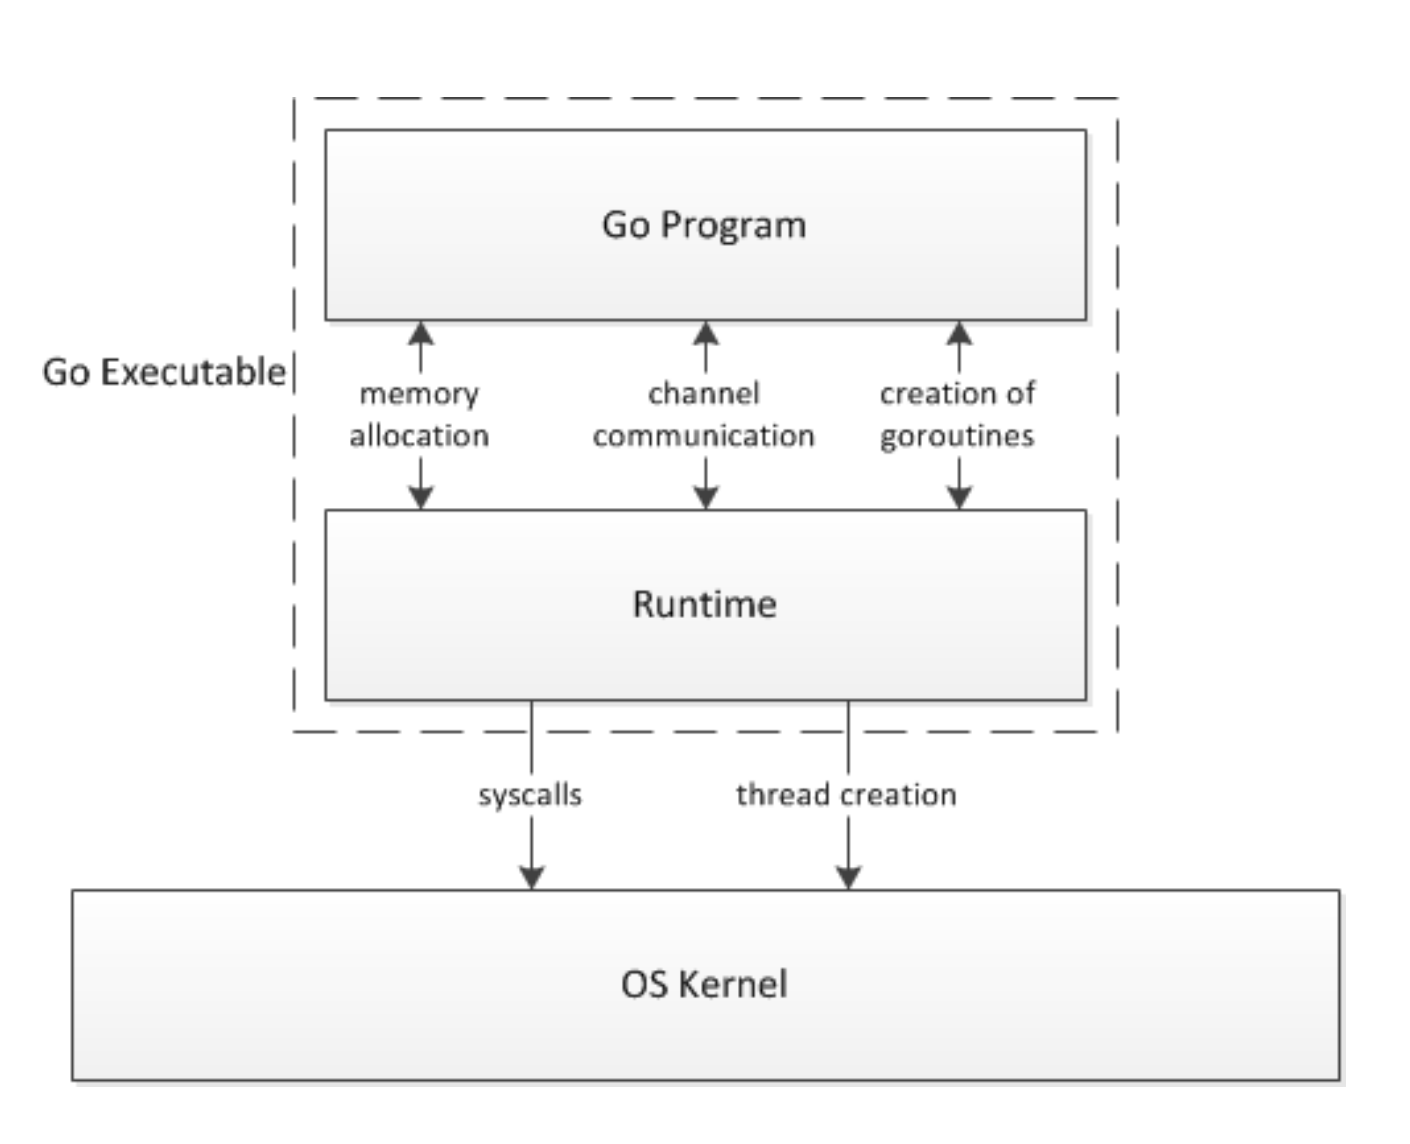 Go Program
Go Executable
memory
allocation
channel
communication
creation of
goroutines
Runtime
syscalls
thread creation
OS Kernel